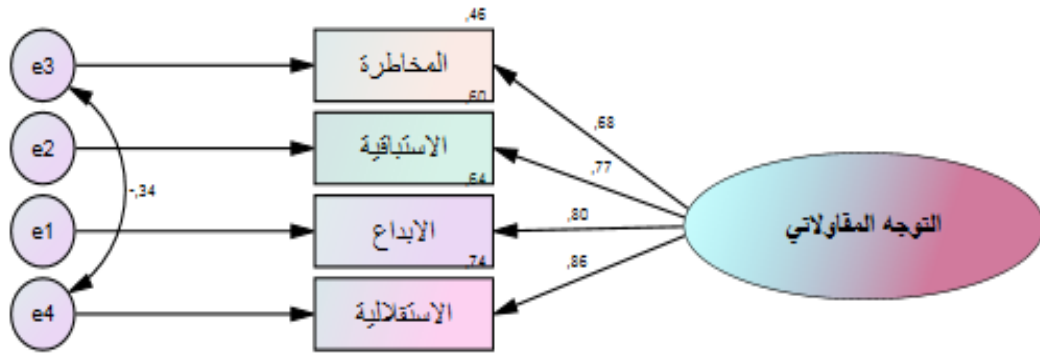 ,46
e3
المخاطرة
,68
,60
e2
الاستباقية
,77
-,34
,64
e1
الابداع
,80
التوجه المقاولاتي
,74
e4
الاستقلالية
,86